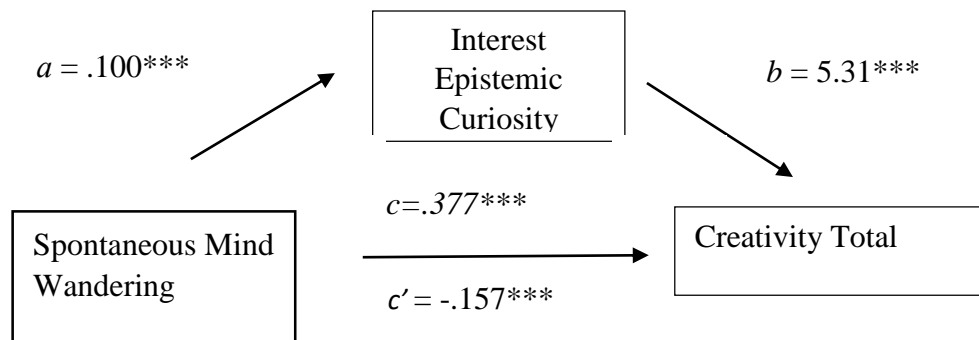 Interest
Epistemic
Curiosity
a = .100***
b = 5.31***
c=.377***
Spontaneous Mind
Wandering
Creativity Total
c’ = -.157***